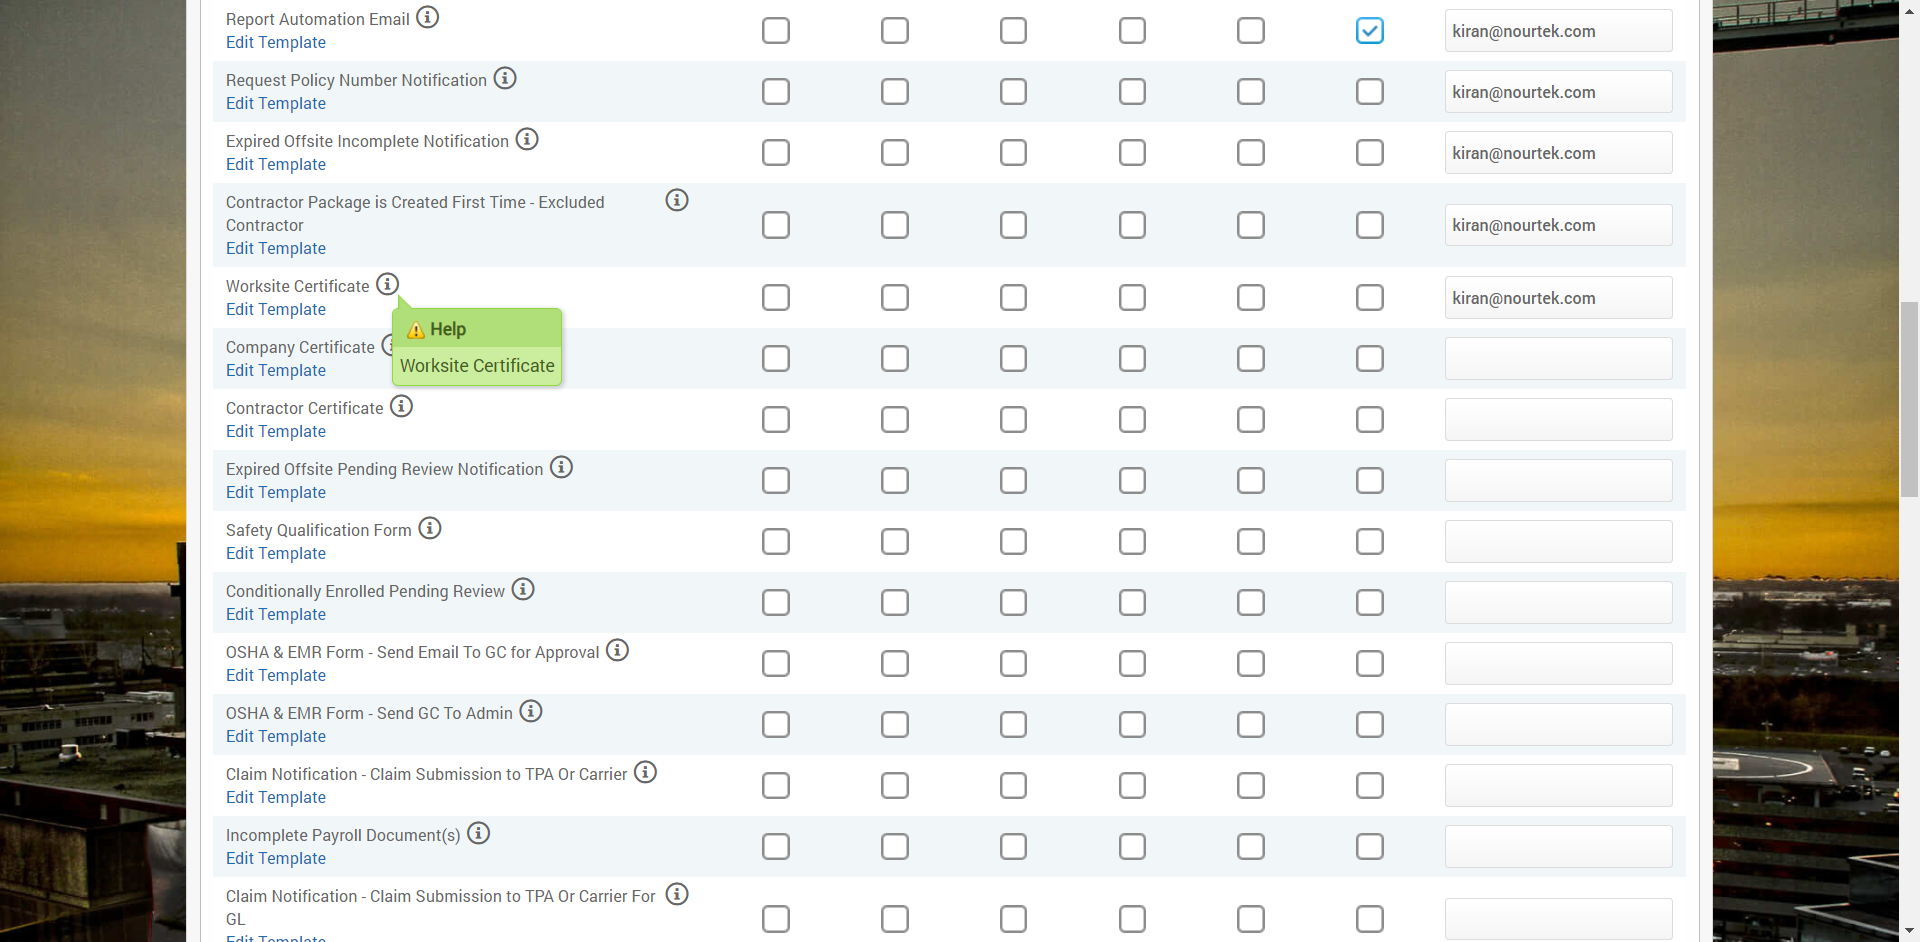 Report Automation Email
Edit Template
kiran@nourtek.com
Request Policy Number Notification
Edit Template
kiran@nourtek.com
Expired Offsite Incomplete Notification
Edit Template
kiran@nourtek.com
Contractor Package is Created First Time - Excluded
Contractor
Edit Template
kiran@nourtek.com
Worksite Certificate
Edit Template
kiran@nourtek.com
Help
Worksite Certificate
Company Certificate
Edit Template
Contractor Certificate
Edit Template
Expired Offsite Pending Review Notification
Edit Template
Safety Qualification Form
Edit Template
Conditionally Enrolled Pending Review
Edit Template
OSHA & EMR Form - Send Email To GC for Approval
Edit Template
OSHA & EMR Form - Send GC To Admin
Edit Template
Claim Notification - Claim Submission to TPA Or Carrier
Edit Template
Incomplete Payroll Document(s)
Edit Template
Claim Notification - Claim Submission to TPA Or Carrier For
GL
Edit Template